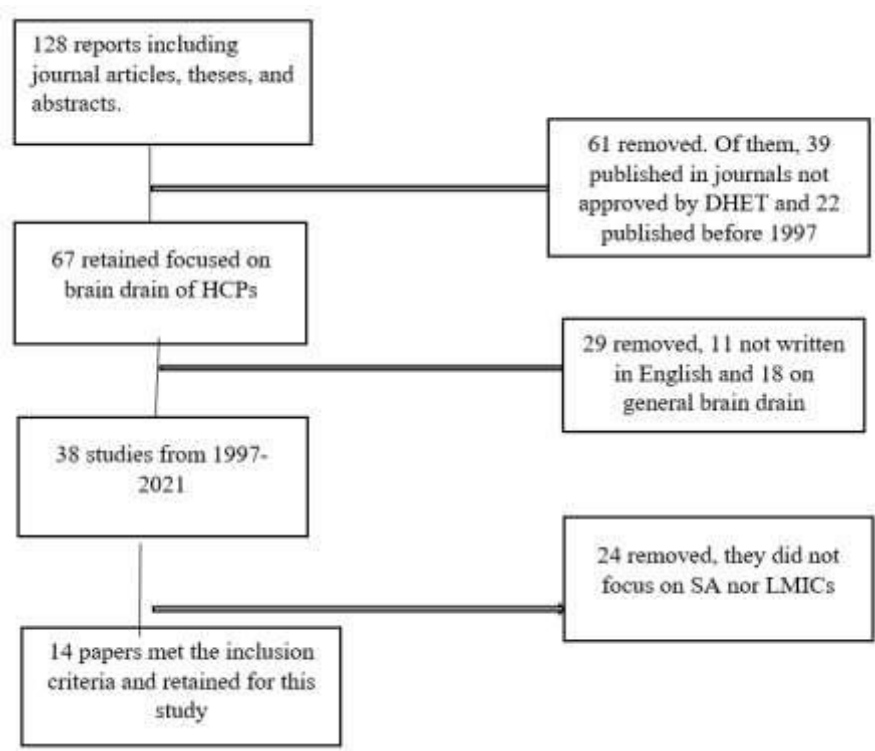 128 reports including
journal articles, theses, and
abstracts.
61 removed. Of them, 39
published in journals not
approved by DHET and 22
published before 1997
67 retained focused on
brain drain of HCPs
29 removed, 11 not written
in English and 18 on
general brain drain
38 studies from 1997-
2021
24 removed, they did not
focus on SA nor LMICs
14 papers met the inclusion
criteria and retained for this
study